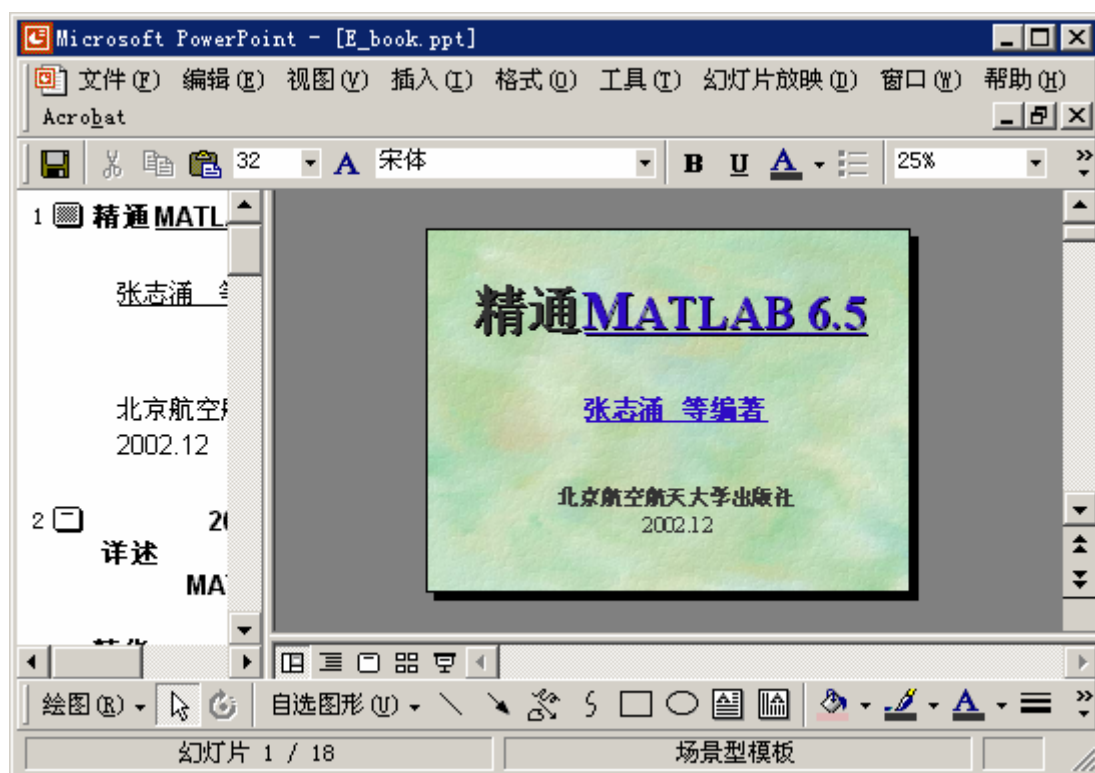 Microsoft PowerPoint - [E_book.ppt]
文件(F) 编辑(E) 视图(V) 插入(I) 格式(O) 工具(T) 幻灯片放映(D) 窗口(W) 帮助(H)
Acrobat
32 A 宋体 B U A 25%
1 精通MATL
张志涌
北京航空
2002.12
2 20
详述
MA
精通MATLAB 6.5
张志涌 等编著
北京航空航天大学出版社
2002.12
绘图(R) 自选图形(U) A
幻灯片 1 / 18 场景型模板